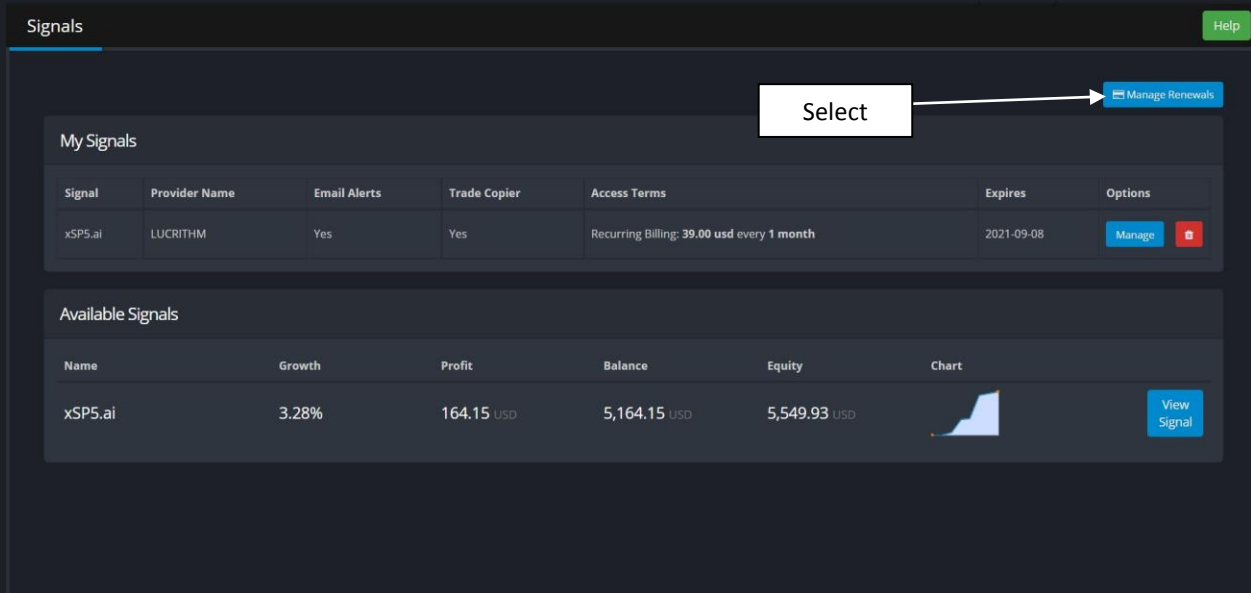 Signals
Help
Manage Renewals
Select
My Signals
Signal Provider Name Email Alerts Trade Copier Access Terms Expires Options
xSP5.ai LUCRITHM Yes Yes Recurring Billing: 39.00 usd every 1 month 2021-09-08 Manage
Available Signals
Name Growth Profit Balance Equity Chart
xSP5.ai 3.28% 164.15 USD 5,164.15 USD 5,549.93 USD View
Signal